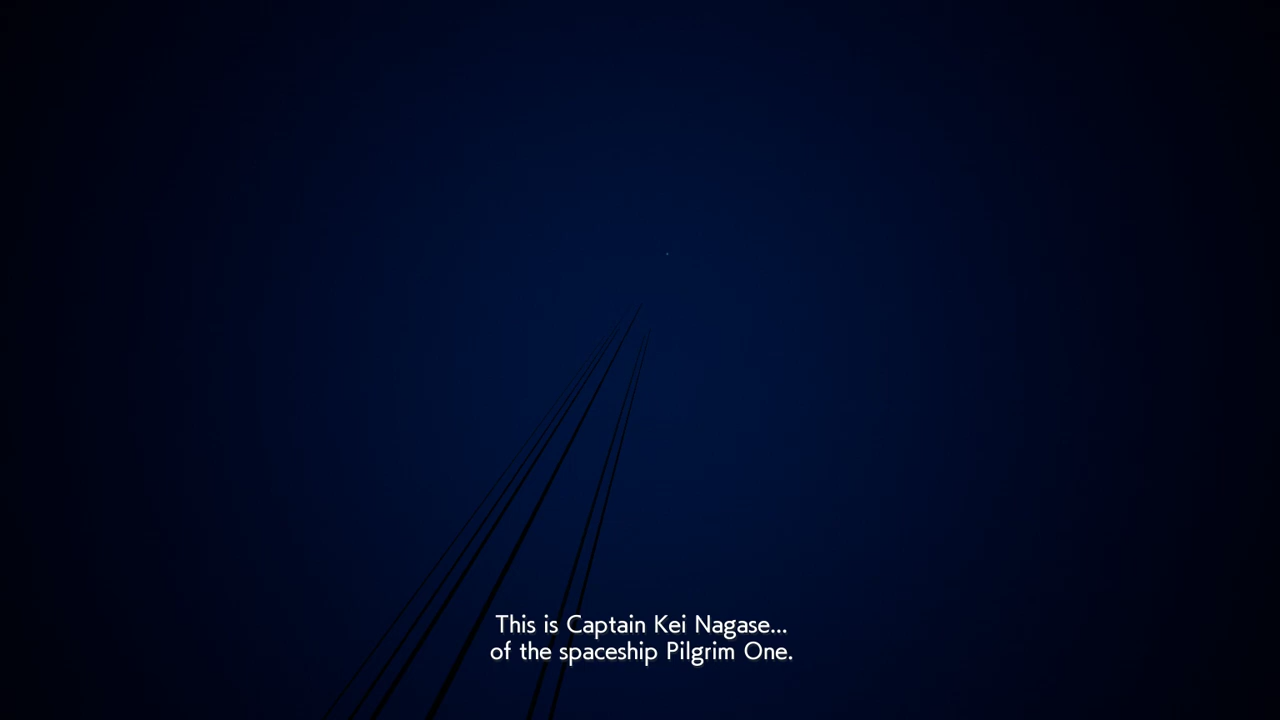 This is Captain Kei Nagase...
of the spaceship Pilgrim One.